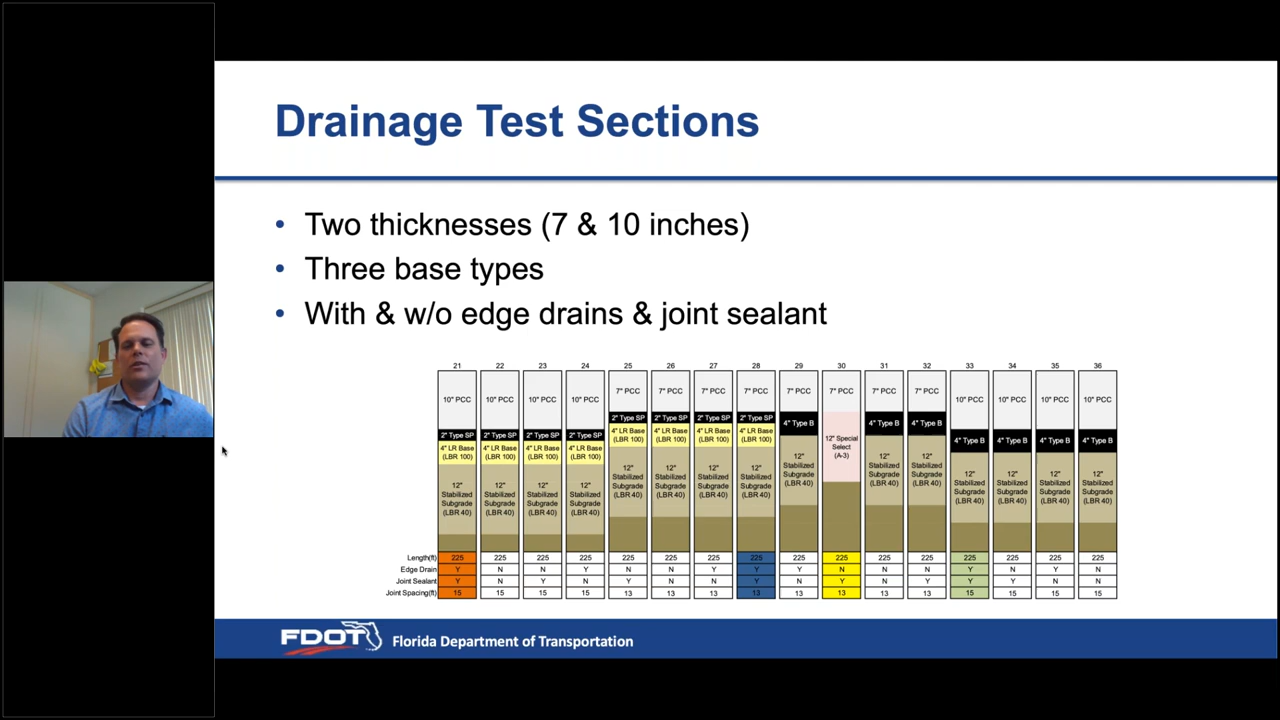 Drainage Test Sections
• Two thicknesses (7 & 10 inches)
• Three base types
• With & w/o edge drains & joint sealant
21 22 23 24 25 26 27 28 29 30 31 32 33 34 35 36
10" PCC 10" PCC 10" PCC 10" PCC 7" PCC 7" PCC 7" PCC 7" PCC 7" PCC 7" PCC 7" PCC 7" PCC 10" PCC 10" PCC 10" PCC 10" PCC
2" Type SP 2" Type SP 2" Type SP 2" Type SP 2" Type SP 2" Type SP 2" Type SP 2" Type SP 4" Type B 12" Special Select (A-3) 4" Type B 4" Type B 4" Type B 4" Type B 4" Type B 4" Type B
4" LR Base (LBR 100) 4" LR Base (LBR 100) 4" LR Base (LBR 100) 4" LR Base (LBR 100) 4" LR Base (LBR 100) 4" LR Base (LBR 100) 4" LR Base (LBR 100) 4" LR Base (LBR 100)
12" Stabilized Subgrade (LBR 40) 12" Stabilized Subgrade (LBR 40) 12" Stabilized Subgrade (LBR 40) 12" Stabilized Subgrade (LBR 40) 12" Stabilized Subgrade (LBR 40) 12" Stabilized Subgrade (LBR 40) 12" Stabilized Subgrade (LBR 40) 12" Stabilized Subgrade (LBR 40) 12" Stabilized Subgrade (LBR 40) 12" Stabilized Subgrade (LBR 40) 12" Stabilized Subgrade (LBR 40) 12" Stabilized Subgrade (LBR 40) 12" Stabilized Subgrade (LBR 40) 12" Stabilized Subgrade (LBR 40) 12" Stabilized Subgrade (LBR 40)
Length(ft) 225 225 225 225 225 225 225 225 225 225 225 225 225 225 225 225
Edge Drain Y N Y N Y N N Y Y N N N Y N Y N
Joint Sealant Y N N Y N N Y Y N Y N Y Y Y N N
Joint Spacing(ft) 15 15 15 15 13 13 13 13 13 13 13 13 15 15 15 15
FDOT Florida Department of Transportation